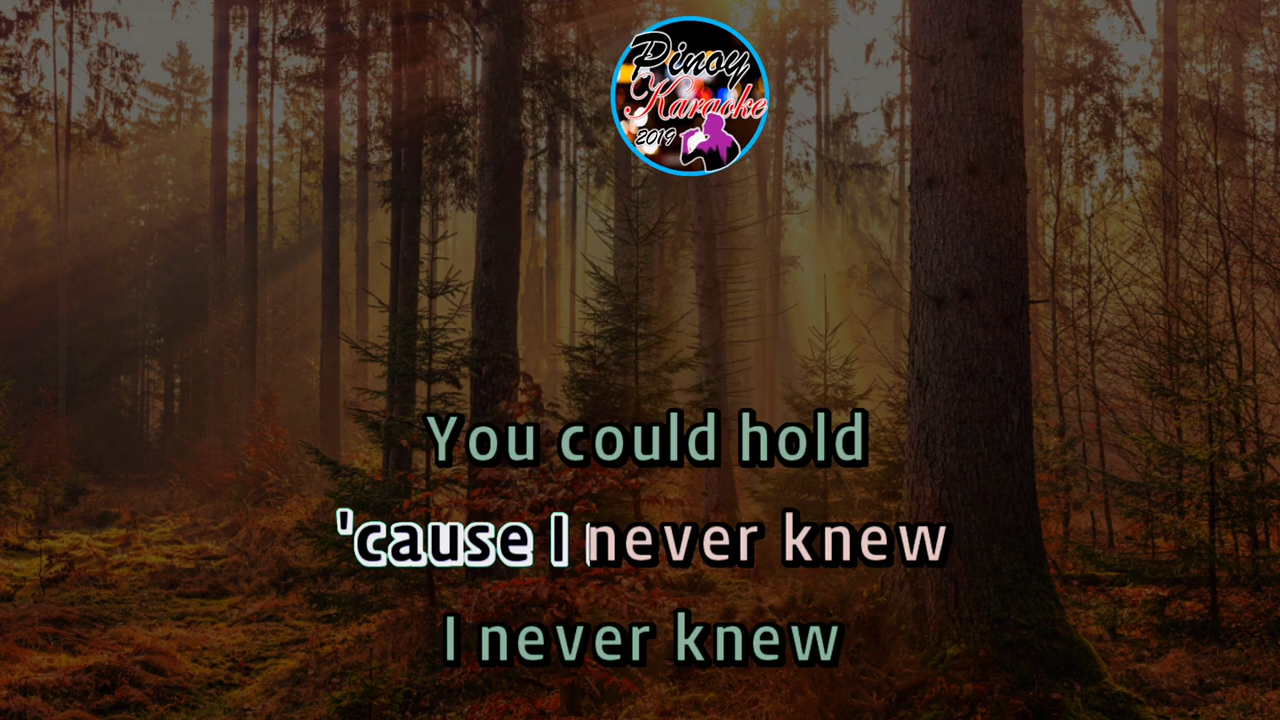 Pinoy
Karaoke
2019
You could hold
'cause I never knew
I never knew